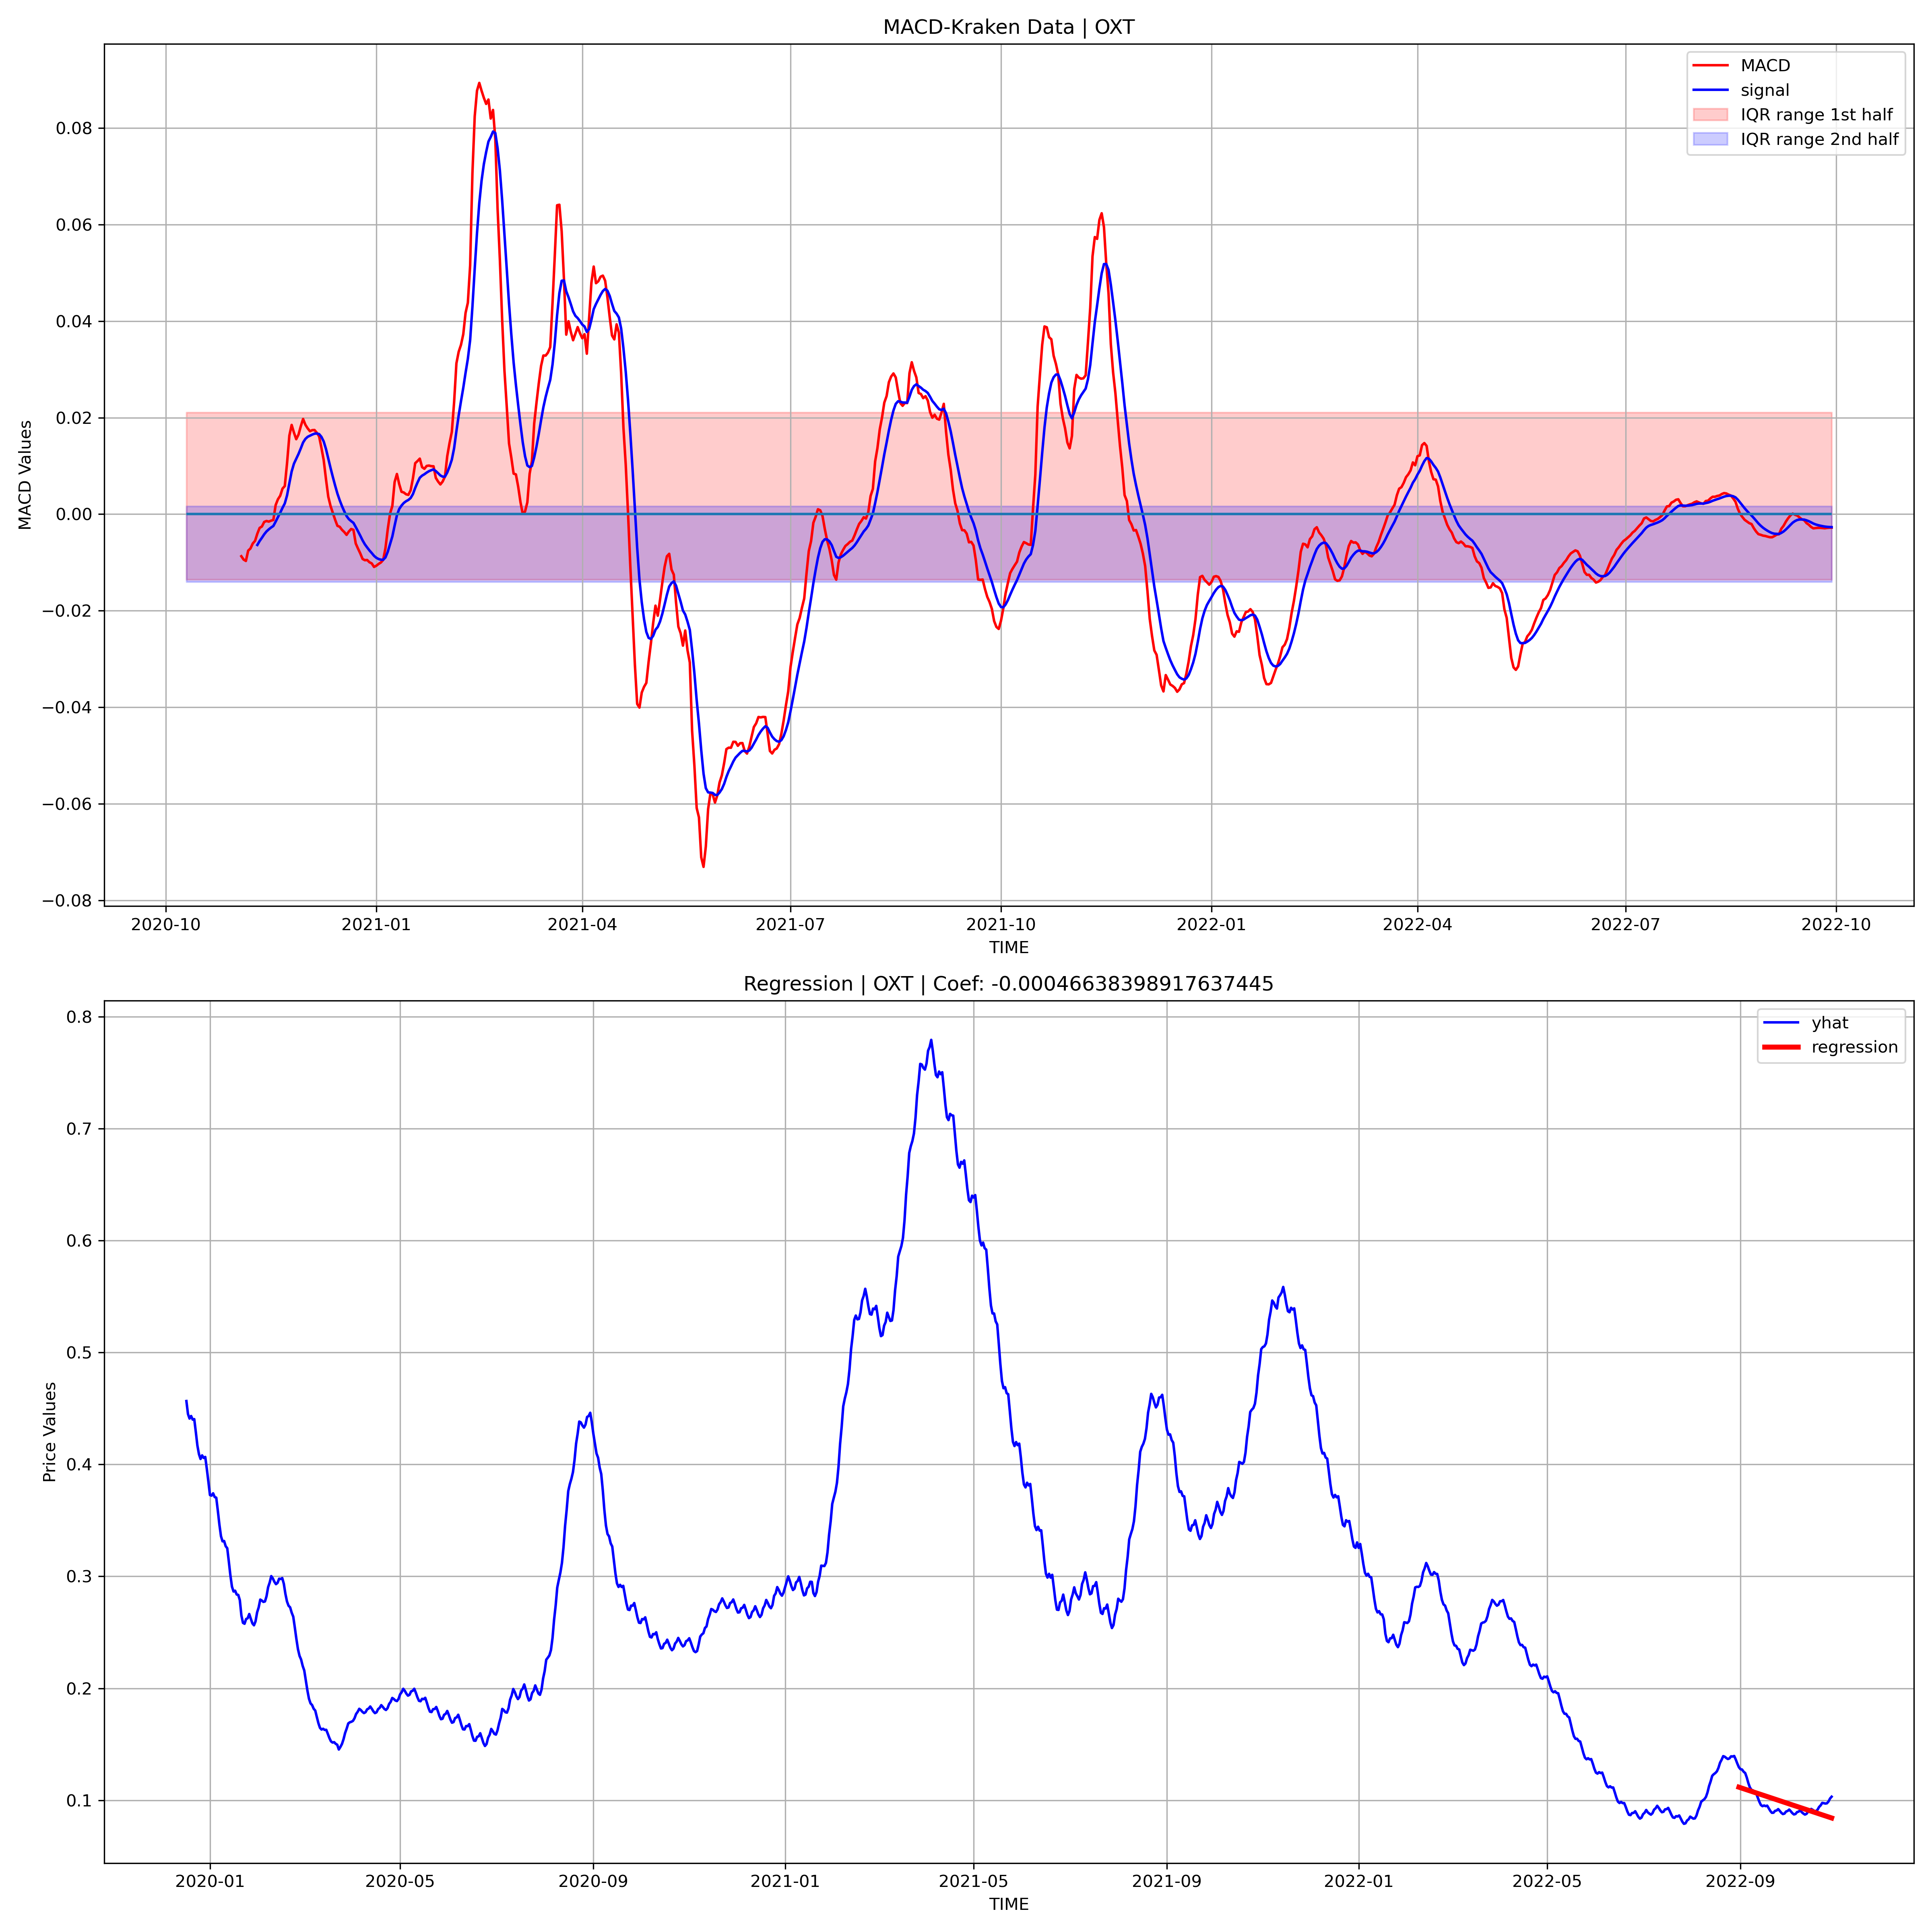 MACD-Kraken Data | OXT
MACD
signal
IQR range 1st half
IQR range 2nd half
MACD Values
0.08
0.06
0.04
0.02
0.00
−0.02
−0.04
−0.06
−0.08
2020-10 2021-01 2021-04 2021-07 2021-10 2022-01 2022-04 2022-07 2022-10
TIME
Regression | OXT | Coef: -0.00046638398917637445
yhat
regression
Price Values
0.8
0.7
0.6
0.5
0.4
0.3
0.2
0.1
2020-01 2020-05 2020-09 2021-01 2021-05 2021-09 2022-01 2022-05 2022-09
TIME